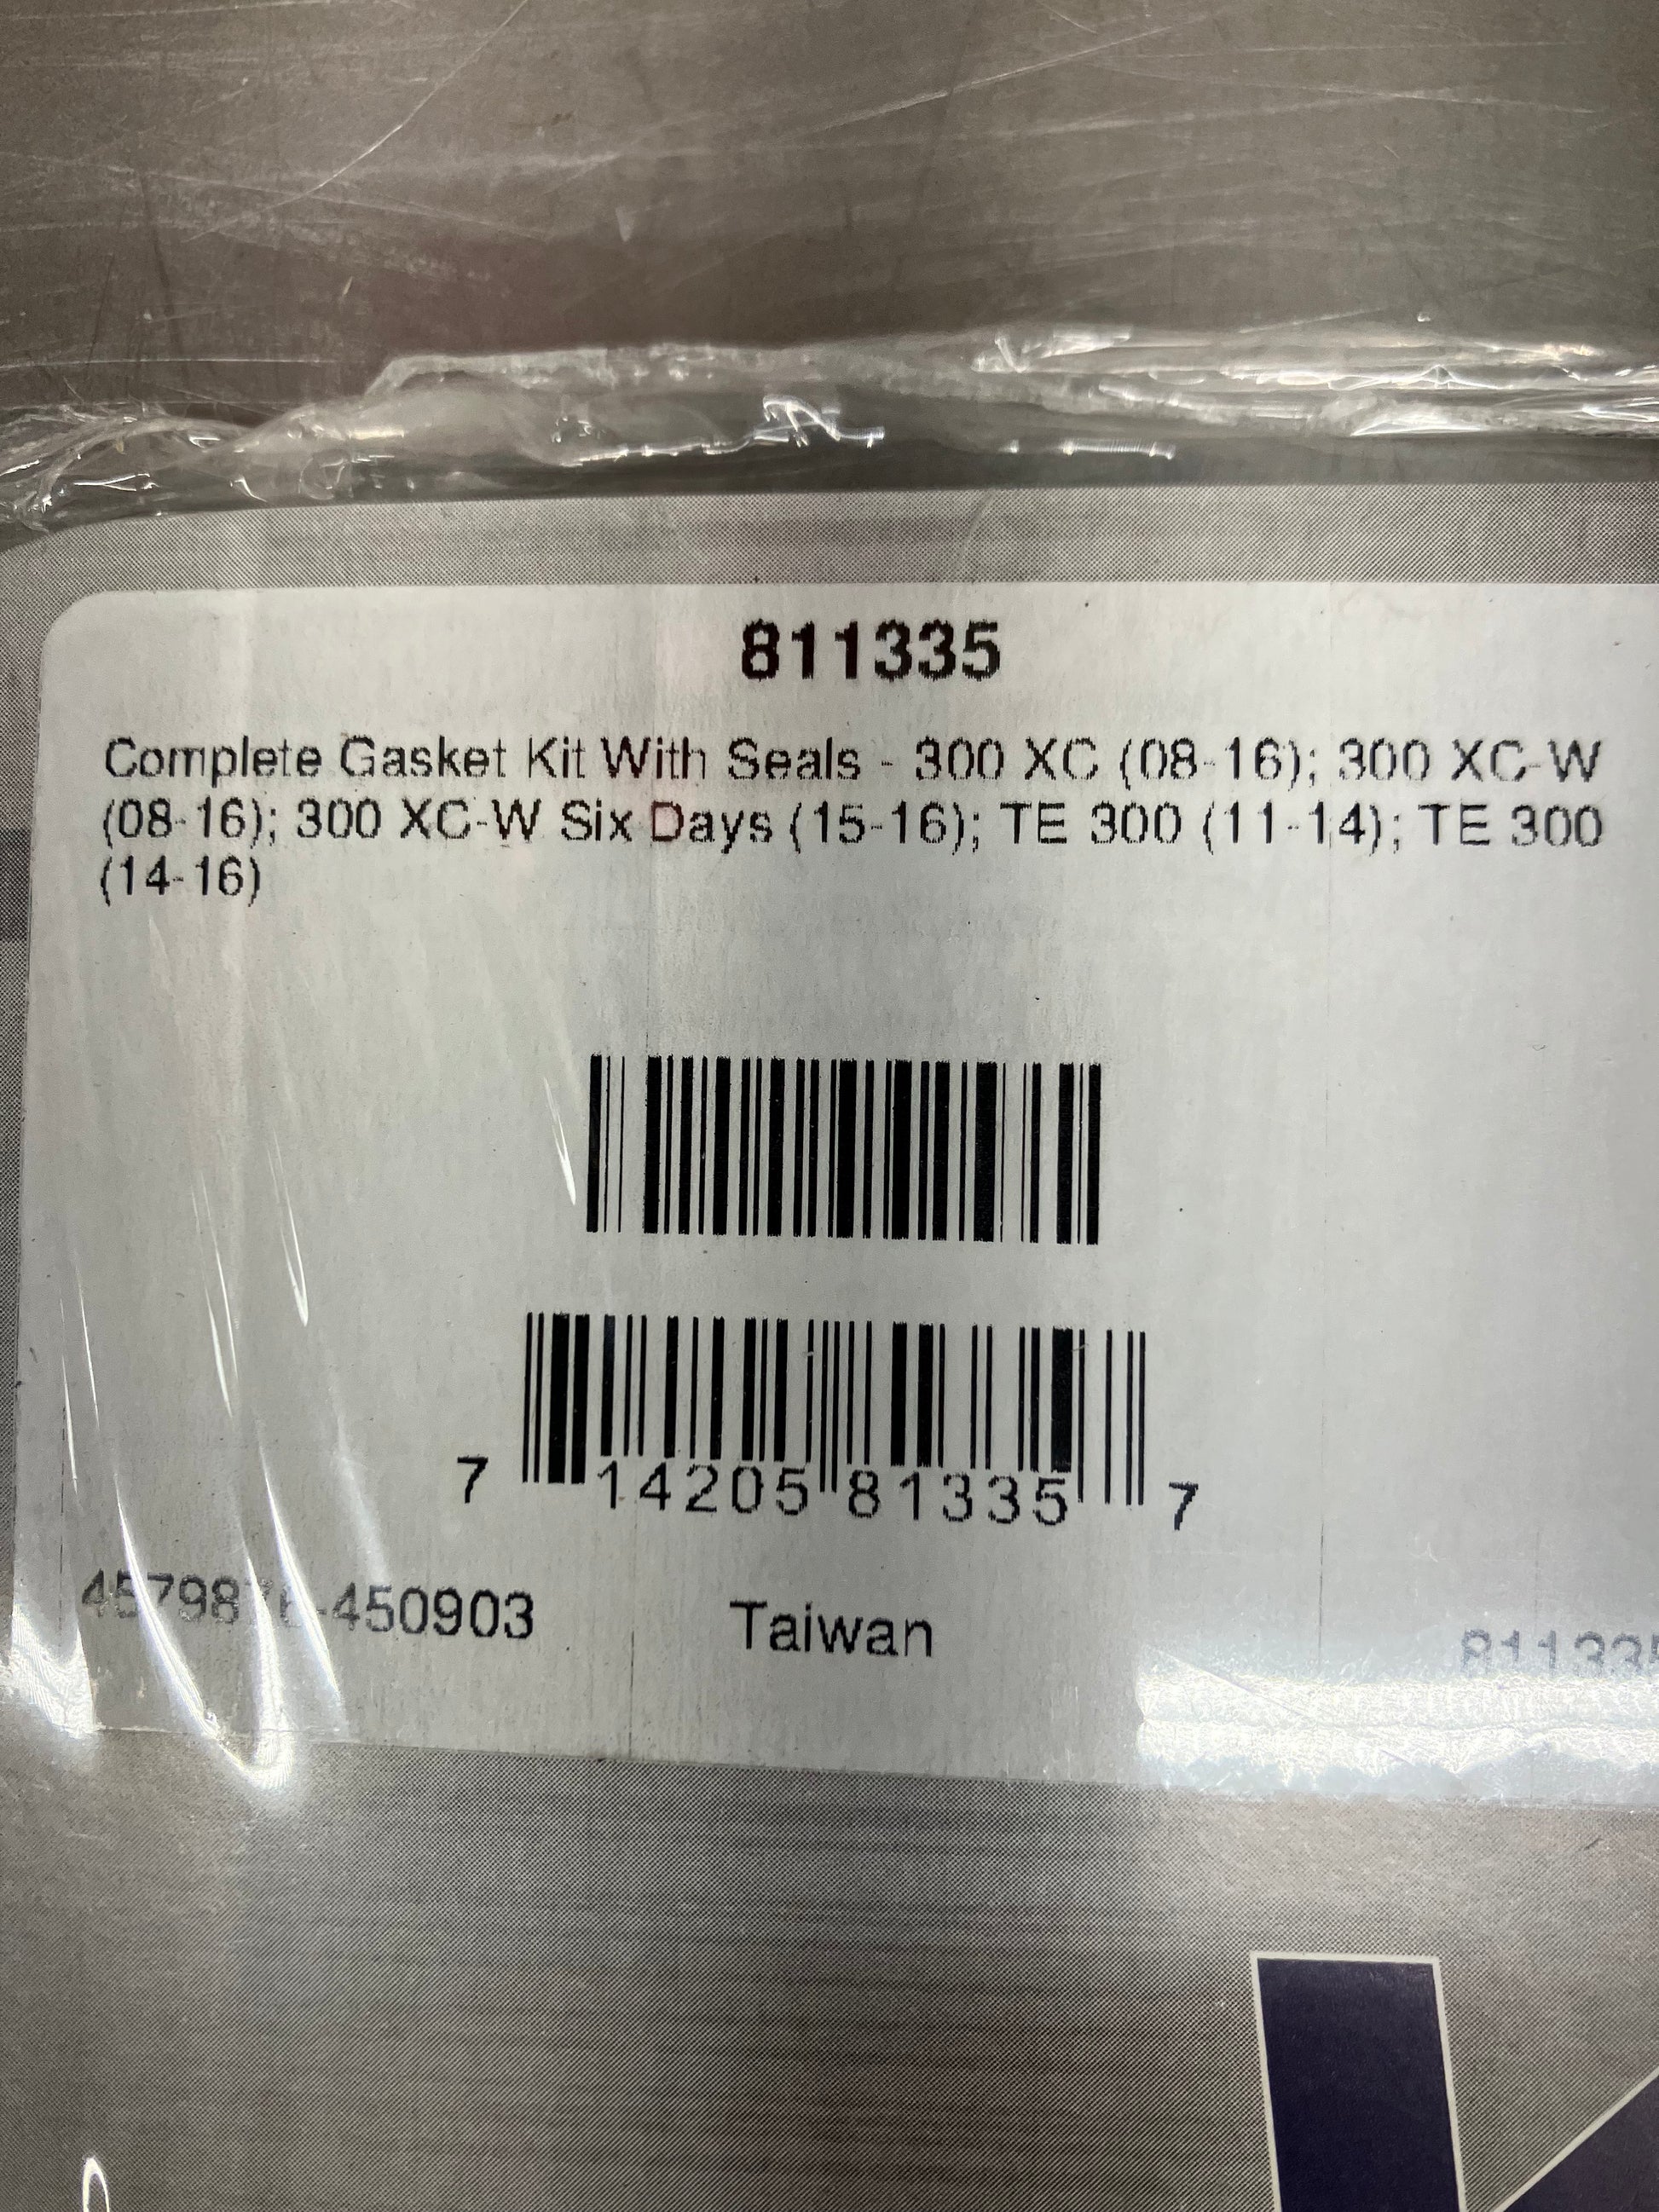 811335
Complete Gasket Kit With Seals - 300 XC (08-16); 300 XC-W
(08-16); 300 XC-W Six Days (15-16); TE 300 (11-14); TE 300
(14-16)
7 14205 81335 7
Taiwan
811335